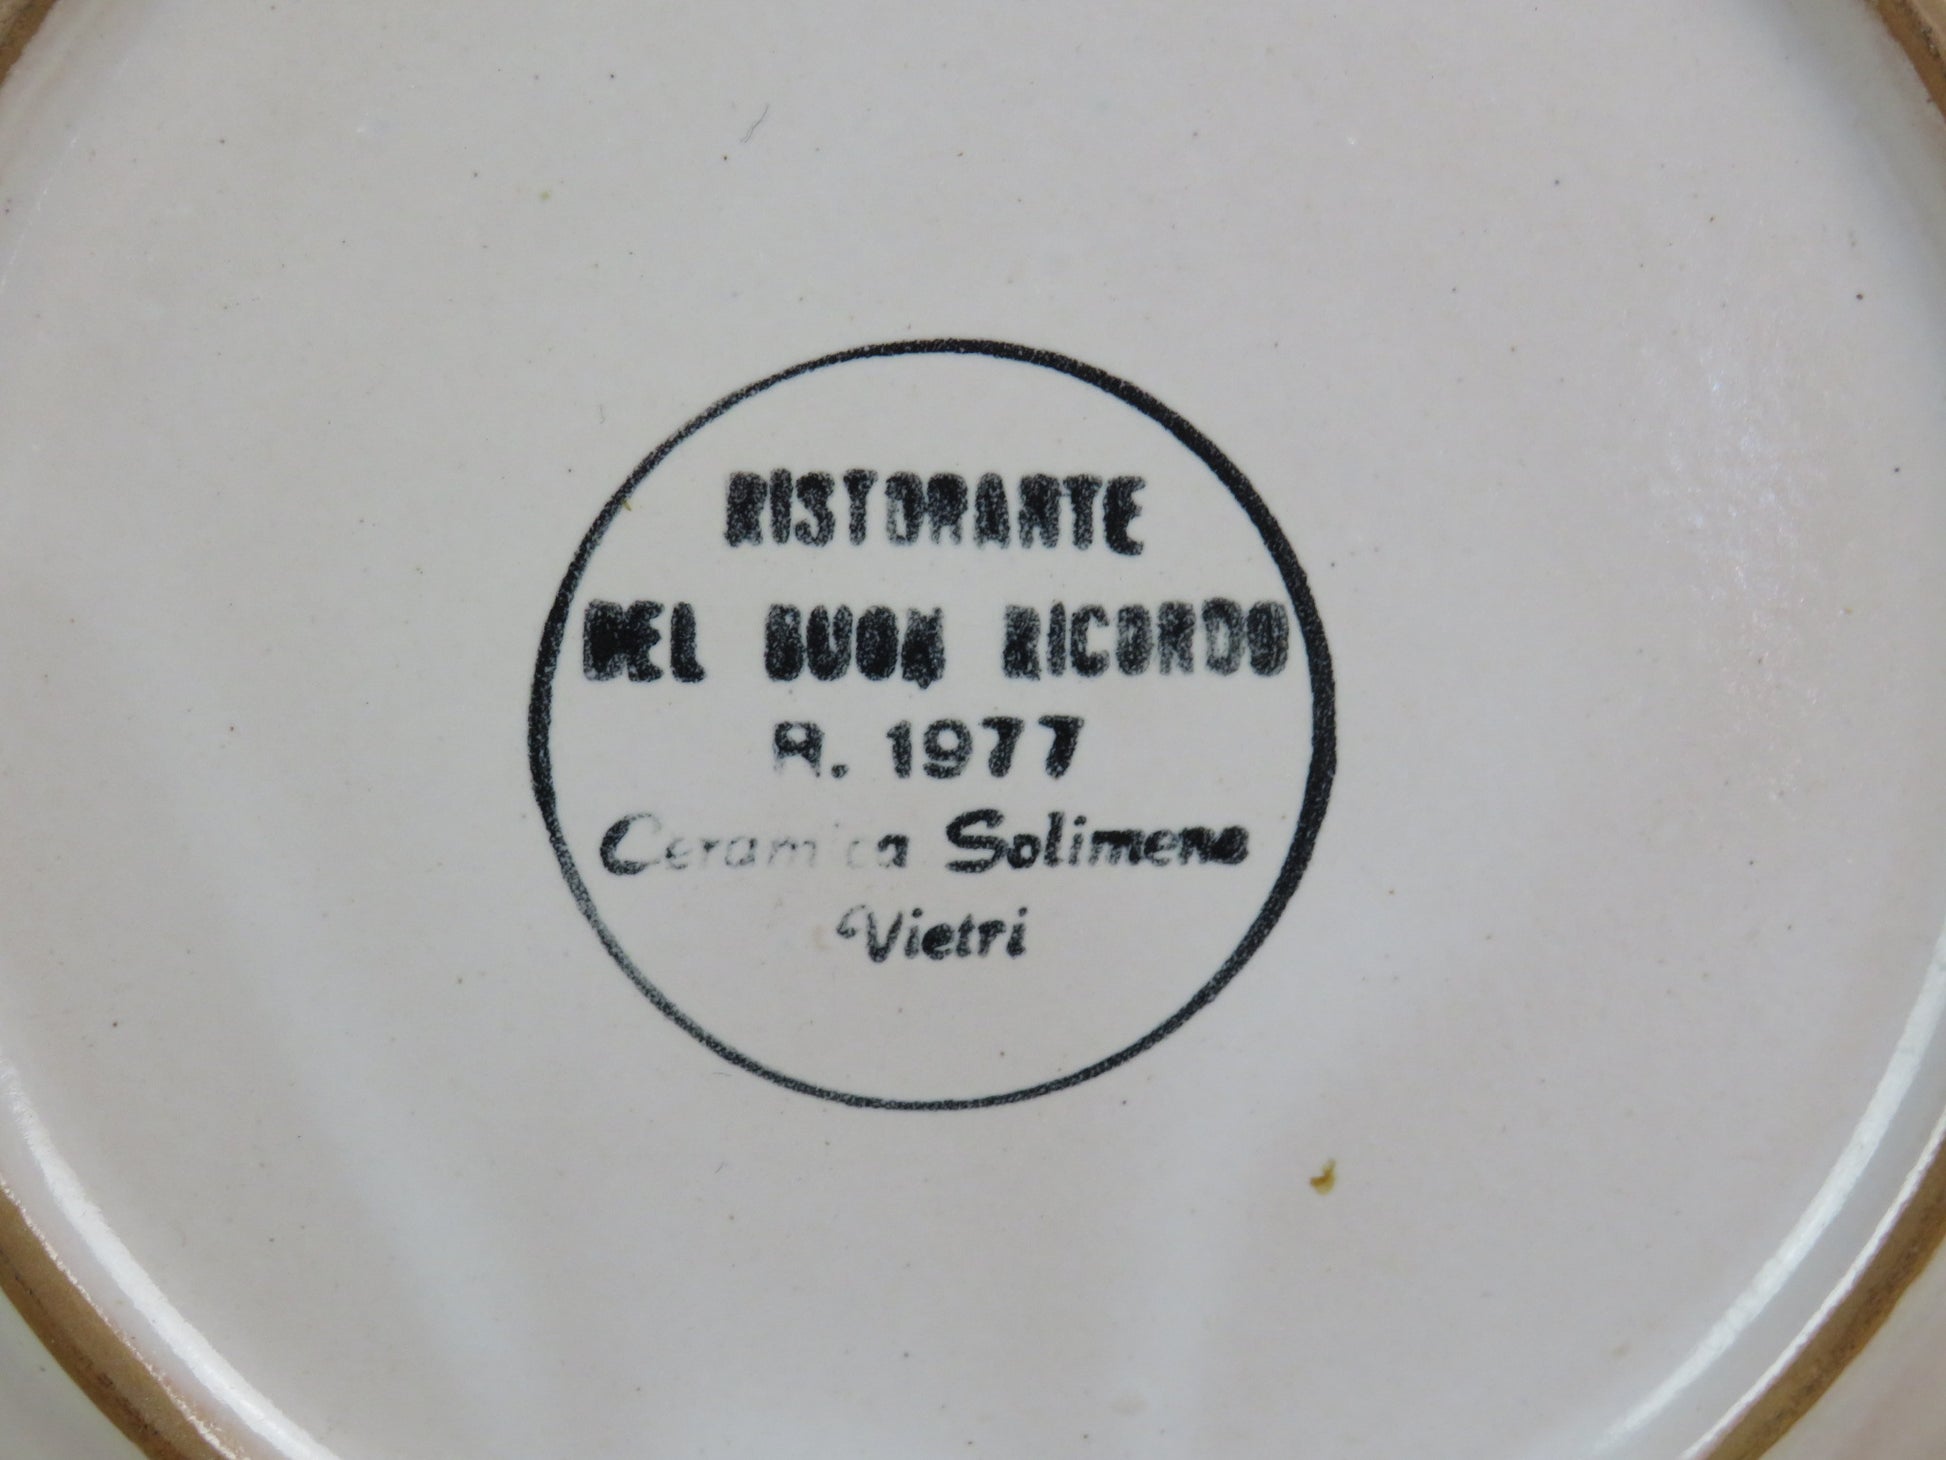 RISTORANTE
DEL BUON RICORDO
A. 1977
Ceramica Solimene
Vietri